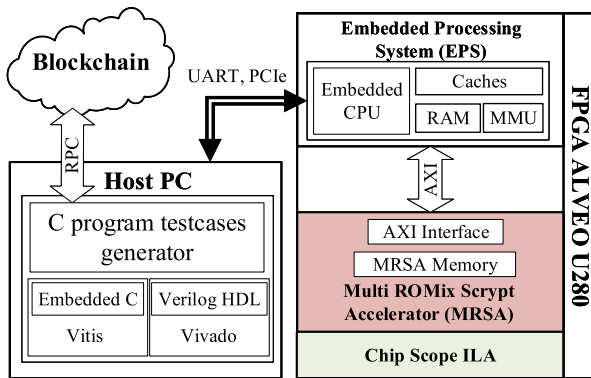 Blockchain
RPC
UART, PCIe
Host PC
C program testcases
generator
Embedded C
Vitis
Verilog HDL
Vivado
Embedded Processing
System (EPS)
Embedded
CPU
Caches
RAM
MMU
AXI
AXI Interface
MRSA Memory
Multi ROMix Scrypt
Accelerator (MRSA)
Chip Scope ILA
FPGA ALVEO U280